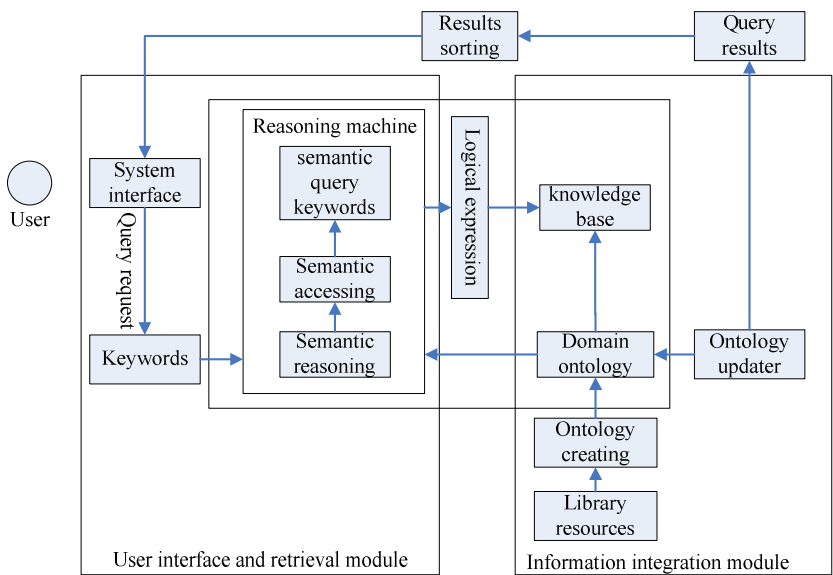 Results
sorting
Query
results
Reasoning machine
semantic
query
keywords
Logical expression
System
interface
knowledge
base
User
Query request
Semantic
accessing
Keywords
Semantic
reasoning
Domain
ontology
Ontology
updater
Ontology
creating
Library
resources
User interface and retrieval module
Information integration module